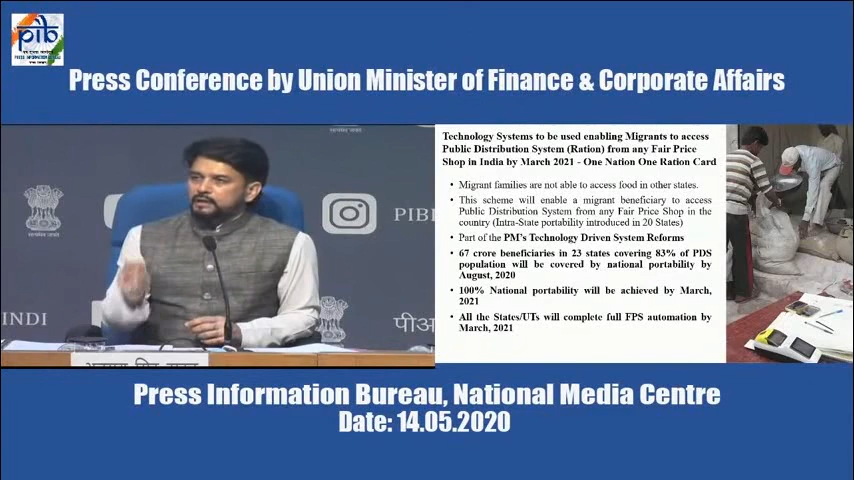 pib
PRESS INFORMATION BUREAU
Press Conference by Union Minister of Finance & Corporate Affairs
Technology Systems to be used enabling Migrants to access
Public Distribution System (Ration) from any Fair Price
Shop in India by March 2021 - One Nation One Ration Card
• Migrant families are not able to access food in other states.
• This scheme will enable a migrant beneficiary to access
Public Distribution System from any Fair Price Shop in the
country (Intra-State portability introduced in 20 States)
• Part of the PM's Technology Driven System Reforms
• 67 crore beneficiaries in 23 states covering 83% of PDS
population will be covered by national portability by
August, 2020
• 100% National portability will be achieved by March,
2021
• All the States/UTs will complete full FPS automation by
March, 2021
PIBI
INDI
पीआ
Press Information Bureau, National Media Centre
Date: 14.05.2020